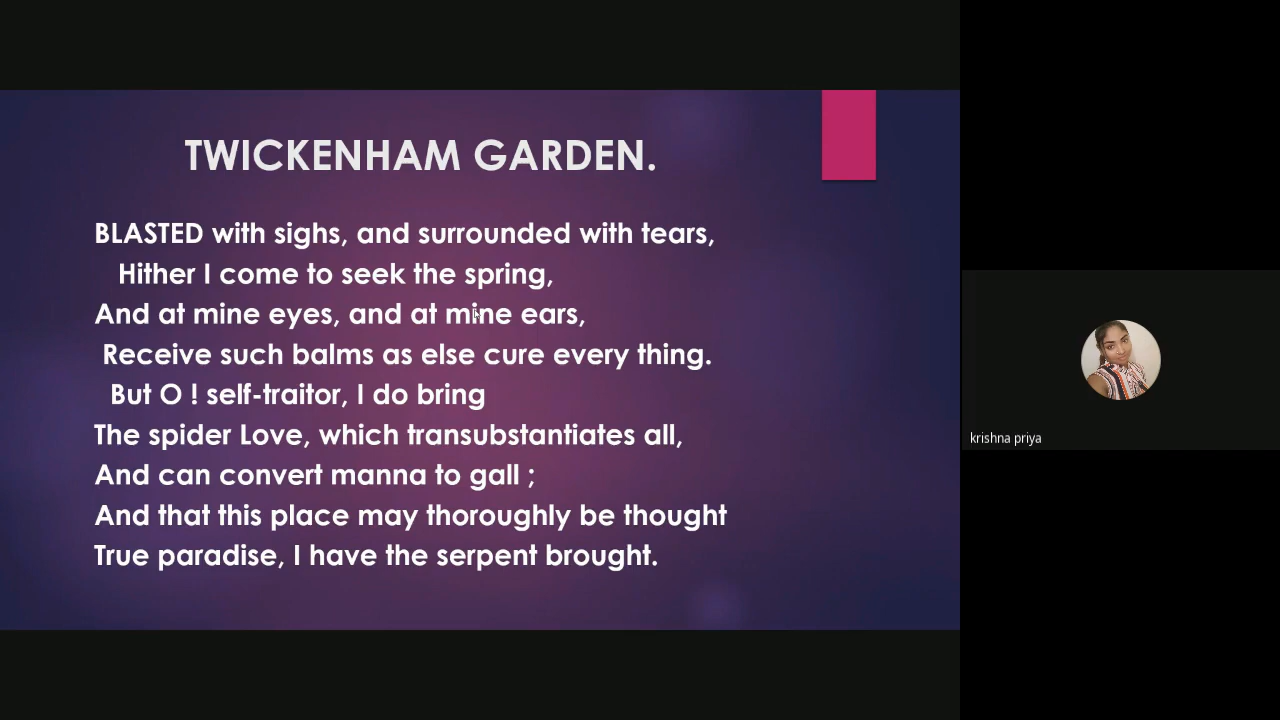 TWICKENHAM GARDEN.
BLASTED with sighs, and surrounded with tears,
Hither I come to seek the spring,
And at mine eyes, and at mine ears,
Receive such balms as else cure every thing.
But O ! self-traitor, I do bring
The spider Love, which transubstantiates all,
And can convert manna to gall ;
And that this place may thoroughly be thought
True paradise, I have the serpent brought.
krishna priya